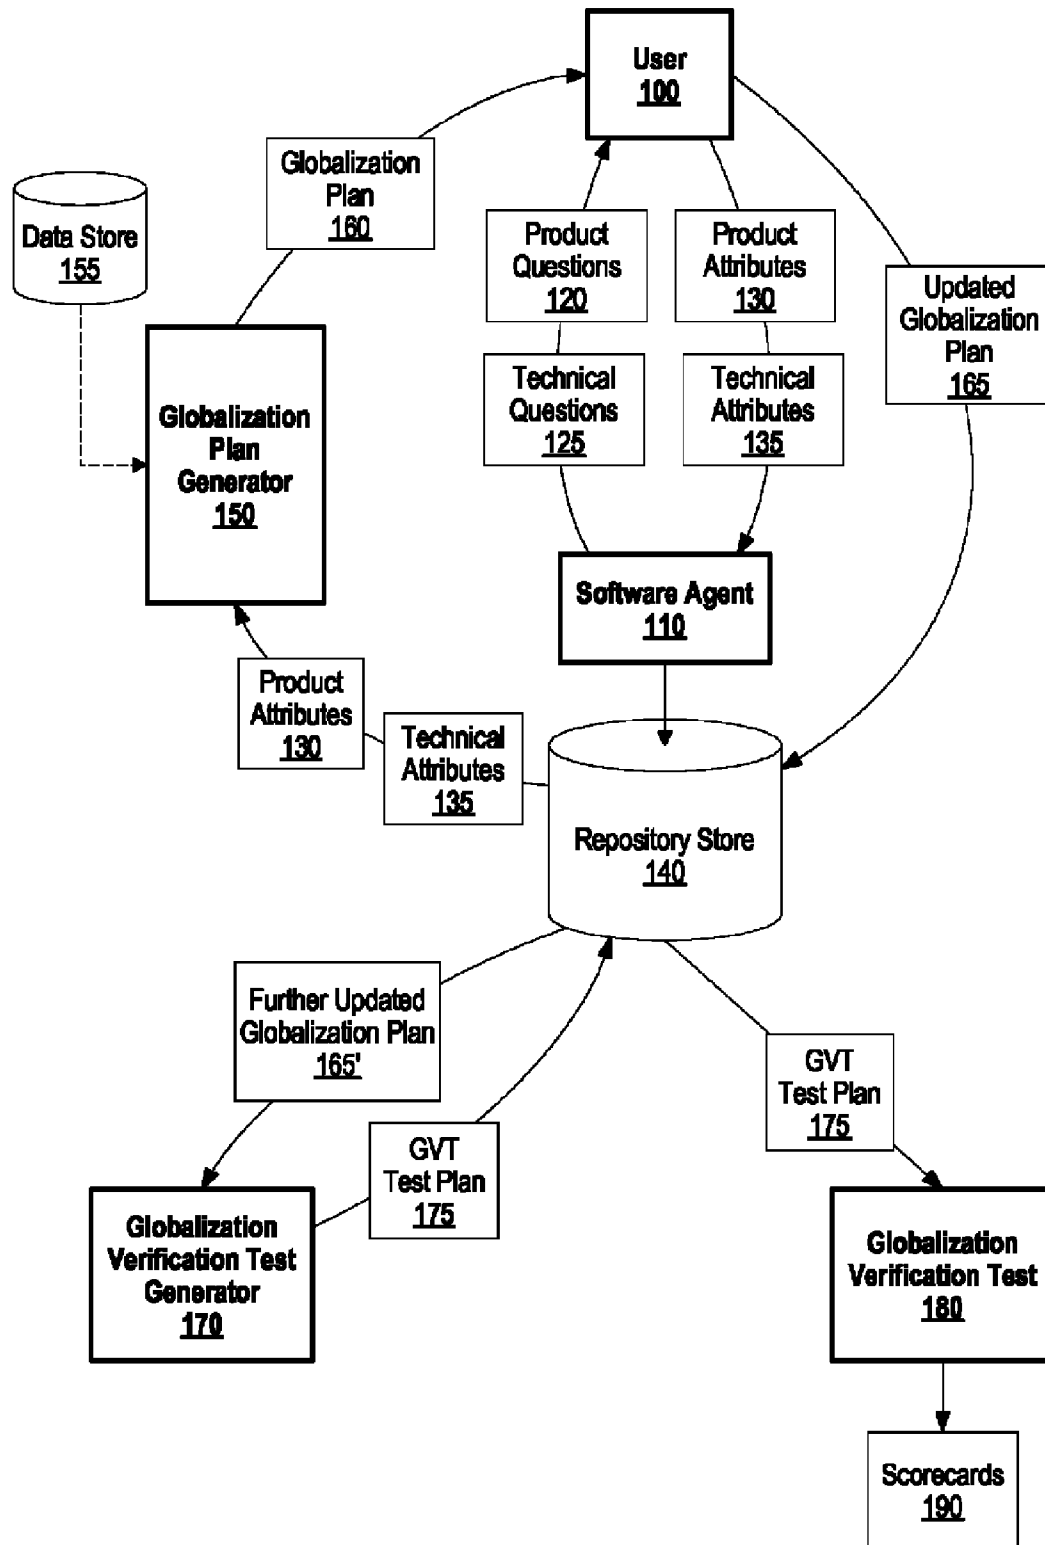 User
100
Globalization
Plan
160
Data Store
155
Product
Questions
120
Product
Attributes
130
Updated
Globalization
Plan
165
Technical
Questions
125
Technical
Attributes
135
Globalization
Plan
Generator
150
Software Agent
110
Product
Attributes
130
Technical
Attributes
135
Repository Store
140
Further Updated
Globalization Plan
165'
GVT
Test Plan
175
GVT
Test Plan
175
Globalization
Verification Test
Generator
170
Globalization
Verification Test
180
Scorecards
190